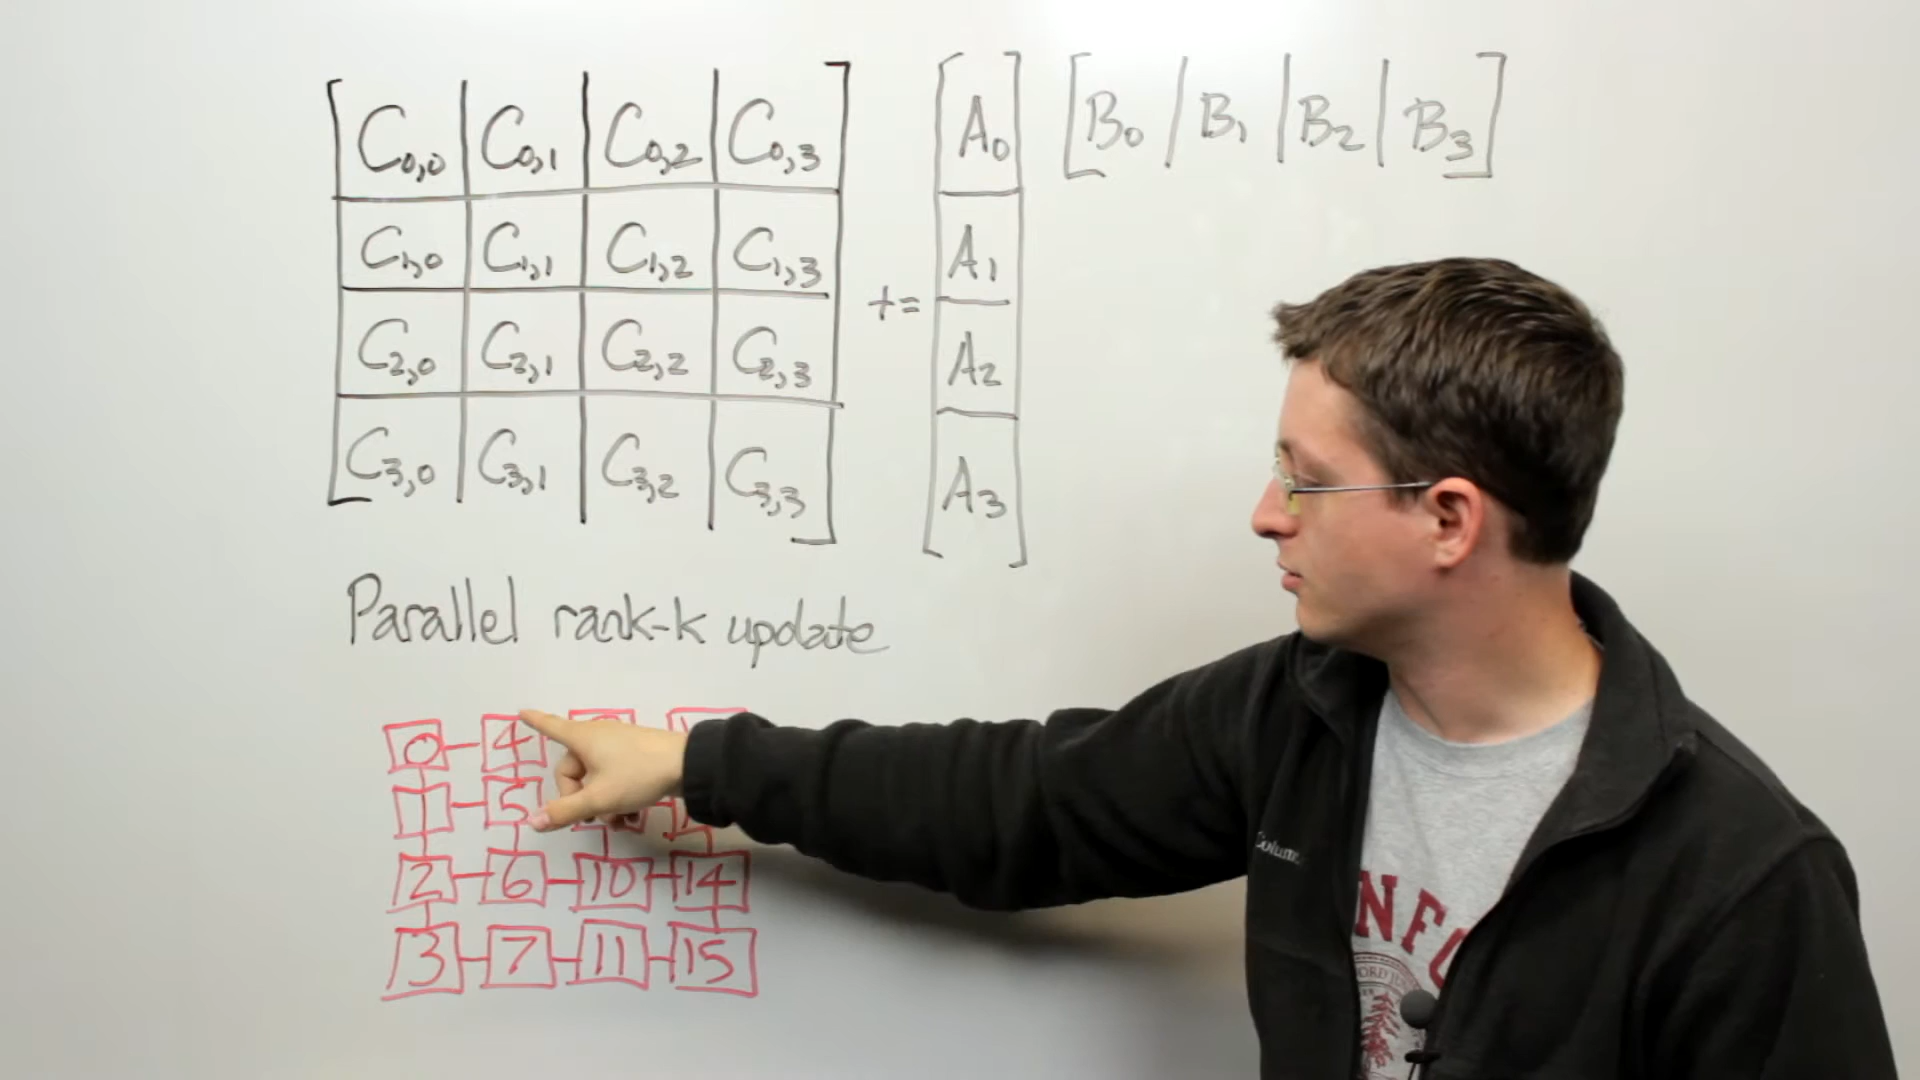 C0,0 C0,1 C0,2 C0,3
C1,0 C1,1 C1,2 C1,3
C2,0 C2,1 C2,2 C2,3
C3,0 C3,1 C3,2 C3,3
+=
A0
A1
A2
A3
B0 B1 B2 B3
Parallel rank-k update
0 4
1 5
2 6 10 14
3 7 11 15
NFO